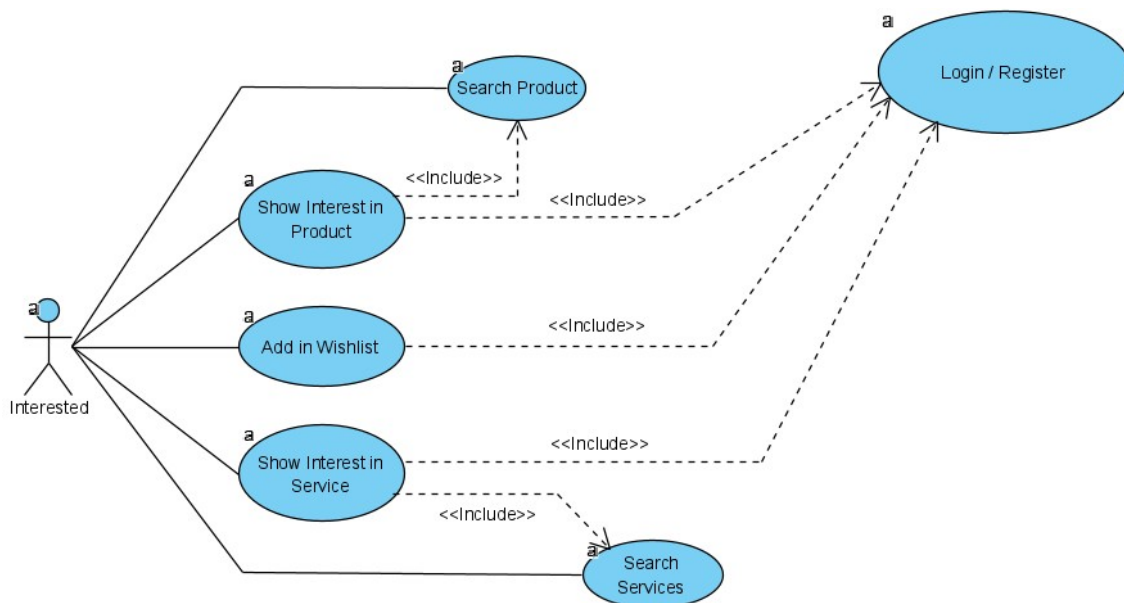 a
Login / Register
a
Search Product
<<Include>>
a
Show Interest in
Product
<<Include>>
a
Interested
a
Add in Wishlist
<<Include>>
a
Show Interest in
Service
<<Include>>
<<Include>>
a
Search
Services